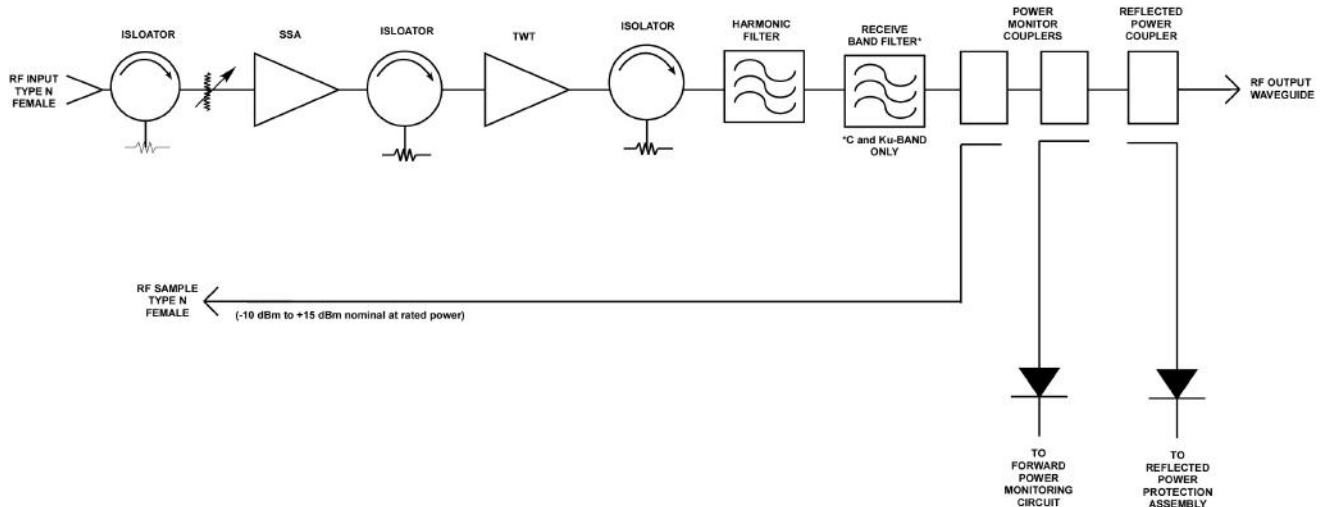 ISLOATOR
SSA
ISLOATOR
TWT
ISOLATOR
HARMONIC
FILTER
RECEIVE
BAND FILTER*
POWER
MONITOR
COUPLERS
REFLECTED
POWER
COUPLER
RF INPUT
TYPE N
FEMALE
RF OUTPUT
WAVEGUIDE
*C and Ku-BAND
ONLY
RF SAMPLE
TYPE N
FEMALE
(-10 dBm to +15 dBm nominal at rated power)
TO
FORWARD
POWER
MONITORING
CIRCUIT
TO
REFLECTED
POWER
PROTECTION
ASSEMBLY